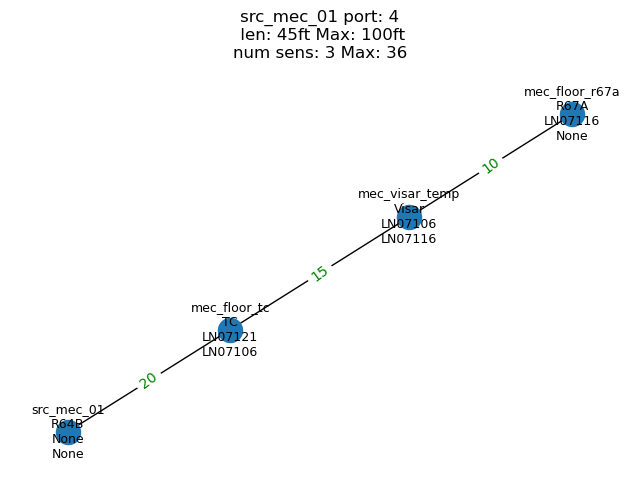 src_mec_01 port: 4
len: 45ft Max: 100ft
num sens: 3 Max: 36
mec_floor_r67a
R67A
LN07116
None
10
mec_visar_temp
Visar
LN07106
LN07116
15
mec_floor_tc
TC
LN07121
LN07106
20
src_mec_01
R64B
None
None